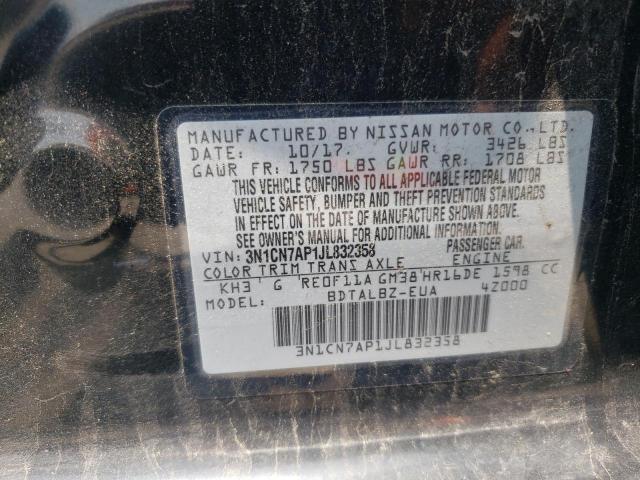 MANUFACTURED BY NISSAN MOTOR CO., LTD.
DATE: 10/17. GVWR: 3426 LBS
GAWR FR: 1750 LBS GAWR RR: 1708 LBS
THIS VEHICLE CONFORMS TO ALL APPLICABLE FEDERAL MOTOR
VEHICLE SAFETY, BUMPER AND THEFT PREVENTION STANDARDS
IN EFFECT ON THE DATE OF MANUFACTURE SHOWN ABOVE.
SEE OWNER'S MANUAL FOR ADDITIONAL INFORMATION.
VIN: 3N1CN7AP1JL832358 PASSENGER CAR.
COLOR TRIM TRANS AXLE ENGINE
KH3 G RE0F11A GM38 HR16DE 1598 CC
MODEL: BDTALBZ-EUA 4Z000
3N1CN7AP1JL832358